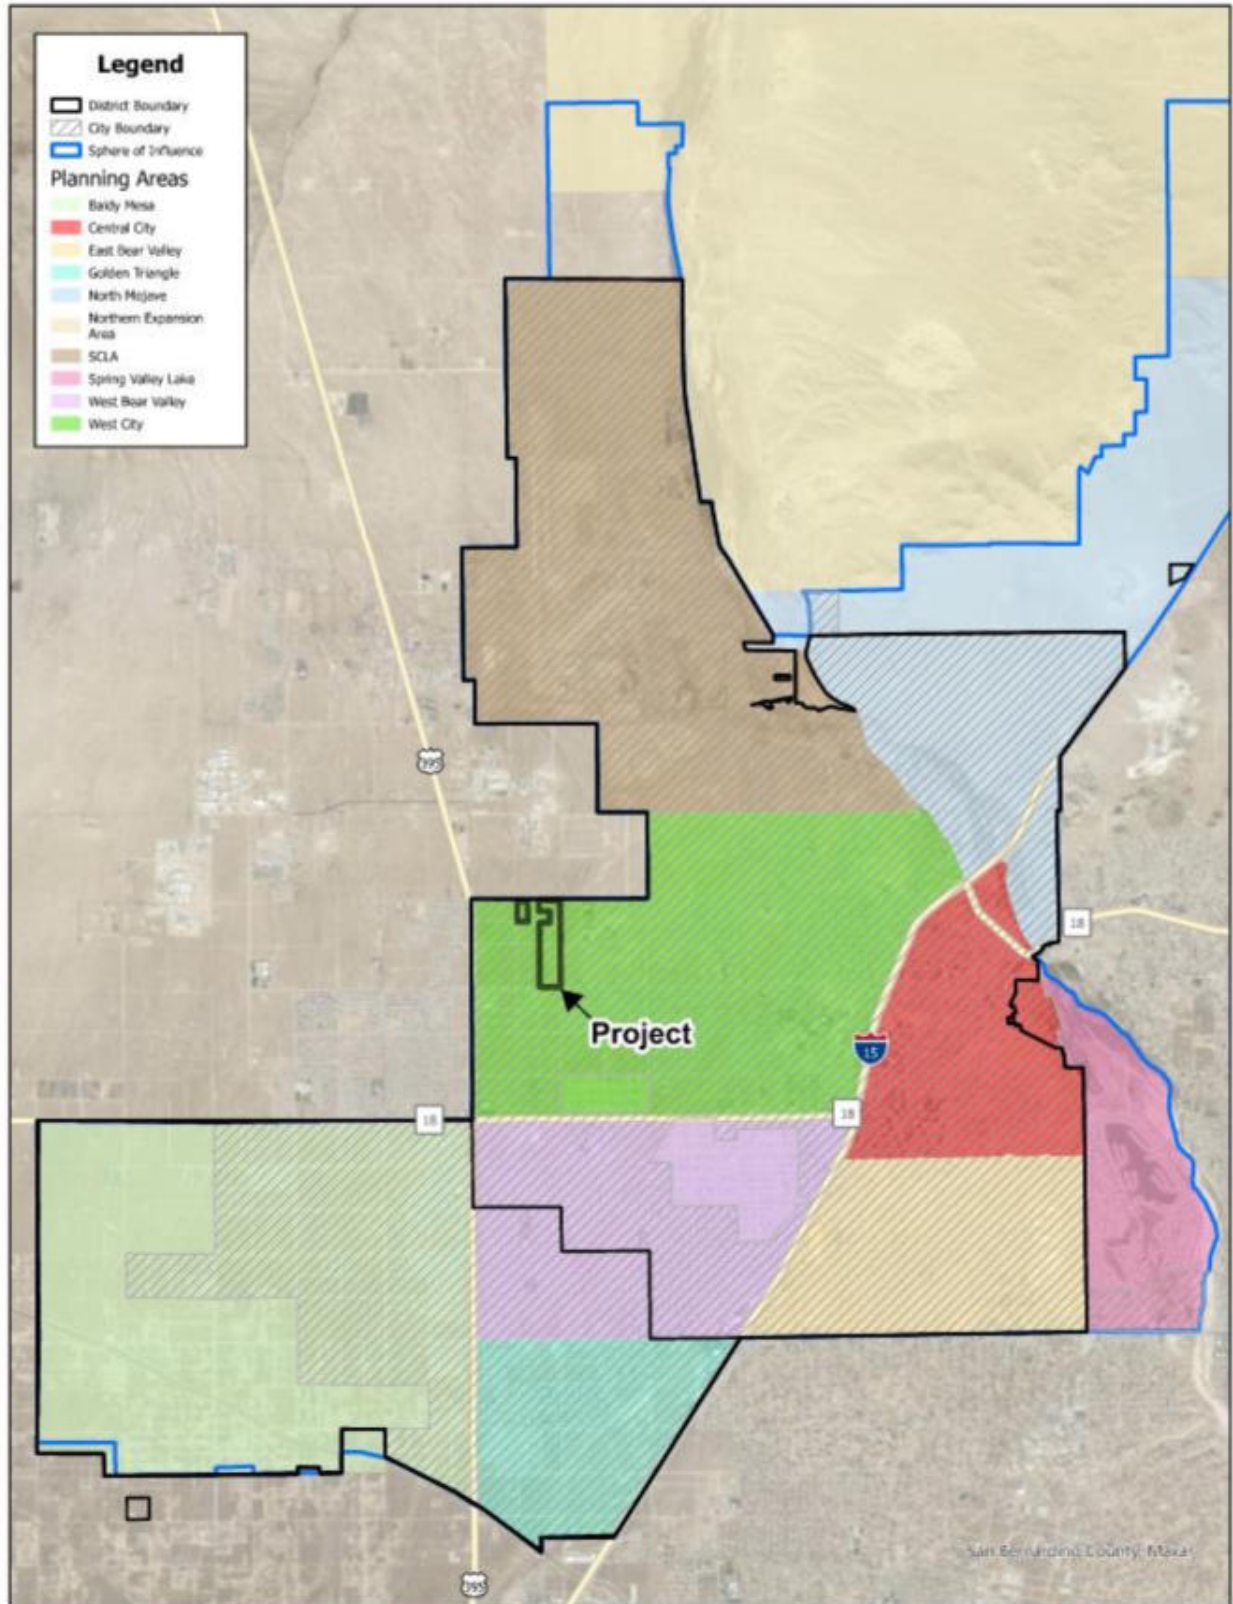 Legend
District Boundary
City Boundary
Sphere of Influence
Planning Areas
Baldy Mesa
Central City
East Bear Valley
Golden Triangle
North Mojave
Northern Expansion
Area
SCLA
Spring Valley Lake
West Bear Valley
West City
395
18
Project
15
18
18
San Bernardino County, Maxar
395